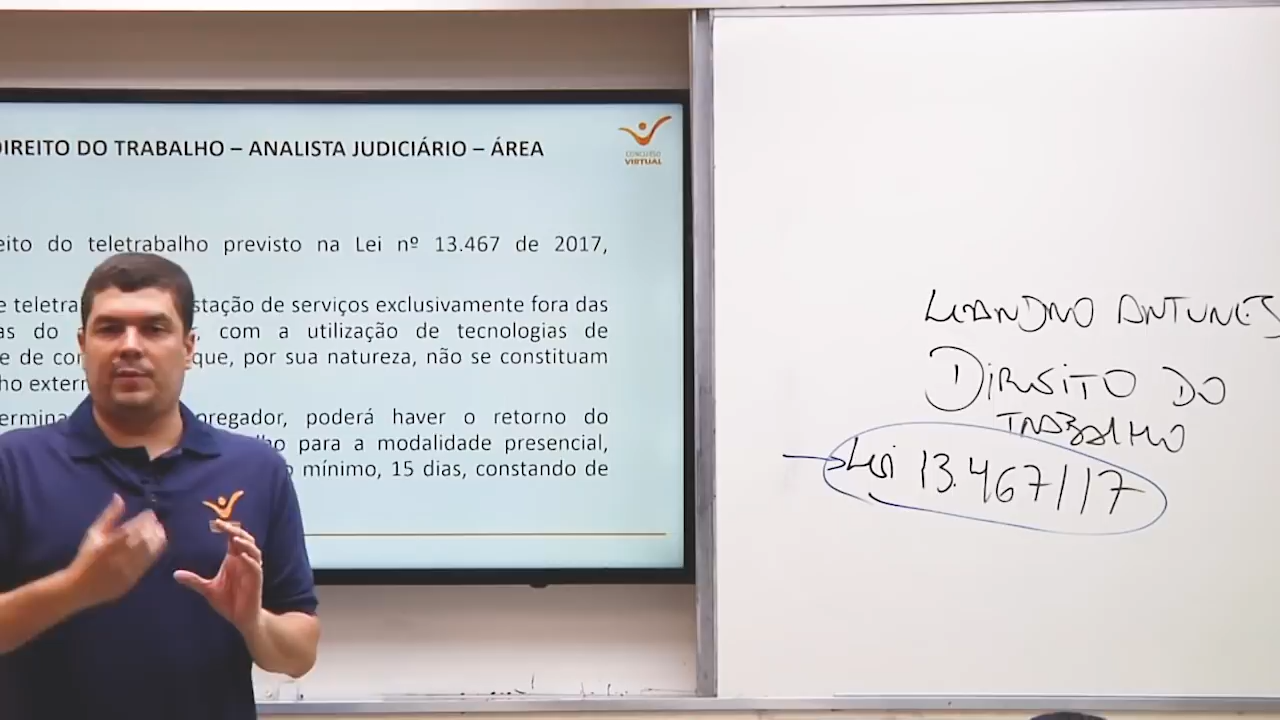 IREITO DO TRABALHO – ANALISTA JUDICIÁRIO – ÁREA
CONCURSO
VIRTUAL
eito do teletrabalho previsto na Lei nº 13.467 de 2017,
e teletra stação de serviços exclusivamente fora das
as do , com a utilização de tecnologias de
e de co que, por sua natureza, não se constituam
ho extern
ermina pregador, poderá haver o retorno do
ho para a modalidade presencial,
mínimo, 15 dias, constando de
LEANDRO ANTUNES
DIREITO DO
TRABALHO
Lei 13.467/17